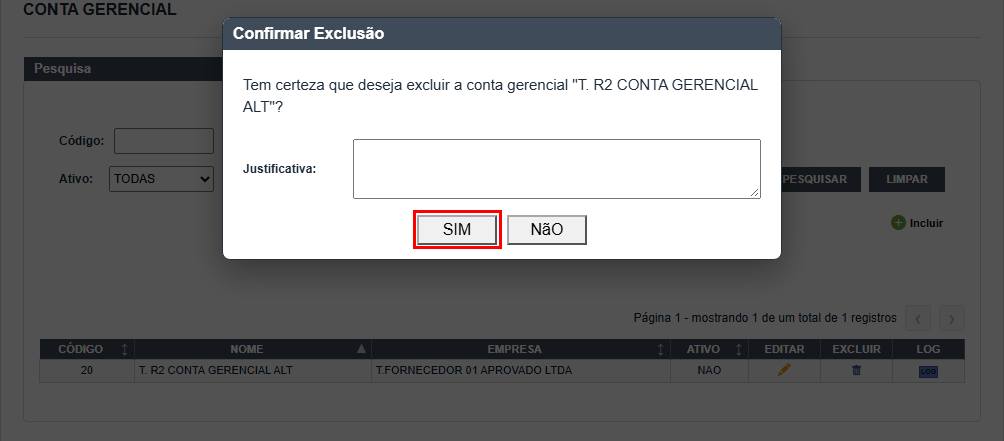 CONTA GERENCIAL
Confirmar Exclusão
Pesquisa
Tem certeza que deseja excluir a conta gerencial "T. R2 CONTA GERENCIAL
ALT"?
Código:
Justificativa:
Ativo: TODAS
PESQUISAR LIMPAR
SIM NãO
Incluir
Página 1 - mostrando 1 de um total de 1 registros
CÓDIGO NOME EMPRESA ATIVO EDITAR EXCLUIR LOG
20 T. R2 CONTA GERENCIAL ALT T.FORNECEDOR 01 APROVADO LTDA NAO LOG